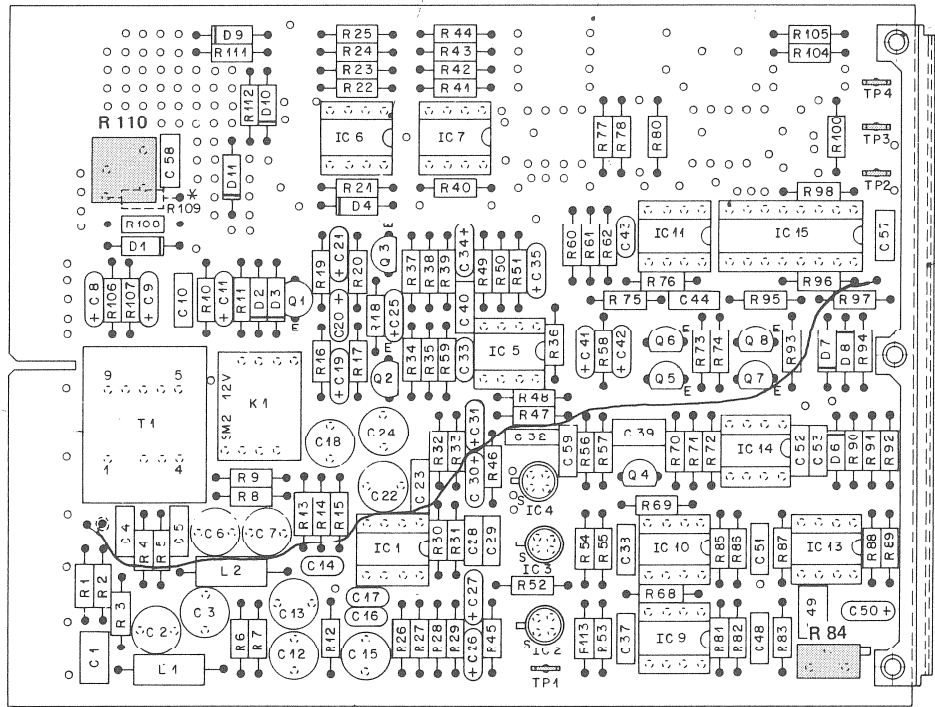 D9
R111
R25
R24
R23
R22
R44
R43
R42
R41
R105
R104
TP4
TP3
TP2
R112
D10
R110
C58
D11
IC6
IC7
R77
R78
R80
R100
R109
*
R100
D1
R21
D4
R40
R98
R60
R61
R62
C43
IC11
IC15
C57
+C8
R106
R107
+C9
C10
R10
+C11
R11
D2
D3
Q1
E
R19
+C21
R20
E
Q3
C20+
R18
+C25
R37
R38
R39
C34+
C40
R49
R50
R51
+C35
R76
R96
R75
C44
R95
R97
R16
+C19
R17
E
Q2
R34
R35
R59
C33
IC5
R36
+C41
R58
+C42
Q6
E
Q5
R73
R74
E
Q8
E
Q7
E
R93
D7
D8
R94
9
5
T1
1
4
SM2 12V
K1
C18
C24
C22
R48
R47
C32
R32
R33
+C31
C30+
R46
C59
R56
R57
C39
Q4
R70
R71
R72
IC14
C52
C53
D6
R90
R91
R92
R9
R8
R13
R14
R15
C23
S
IC4
R69
C4
R4
R5
C5
C6
C7
L2
C14
IC1
R30
R31
C28
C29
S
IC3
R54
R55
C38
IC10
R85
R86
C51
R87
IC13
R88
R89
R1
R2
R3
C1
C2
C3
L1
R6
R7
C13
C12
R12
C17
C16
C15
R26
R27
R28
R29
+C26
+C27
R45
R52
S
IC2
TP1
R113
R53
C37
R68
IC9
R81
R82
C48
R83
C50+
R84